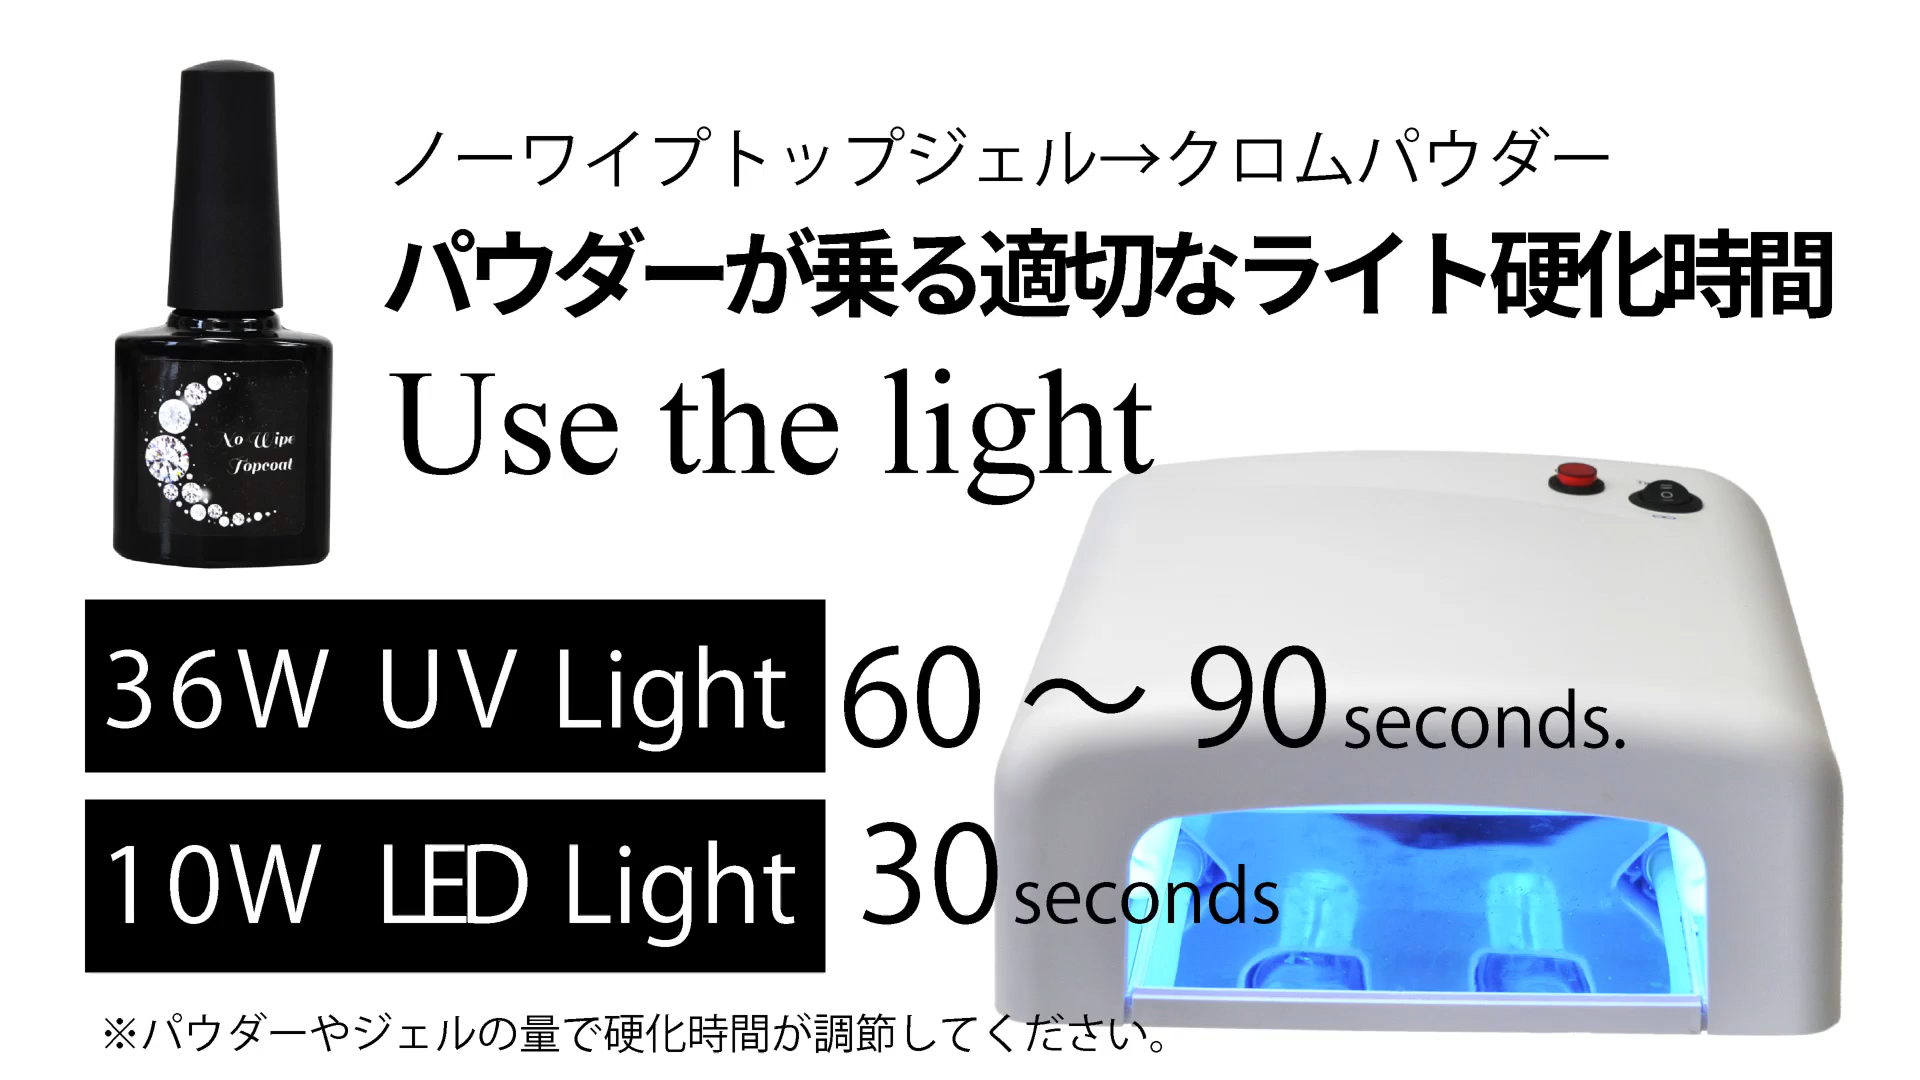 ノーワイプトップジェル→クロムパウダー
パウダーが乗る適切なライト硬化時間
Use the light
No Wipe
Topcoat
36W UV Light 60 ～ 90 seconds.
10W LED Light 30 seconds
※パウダーやジェルの量で硬化時間が調節してください。